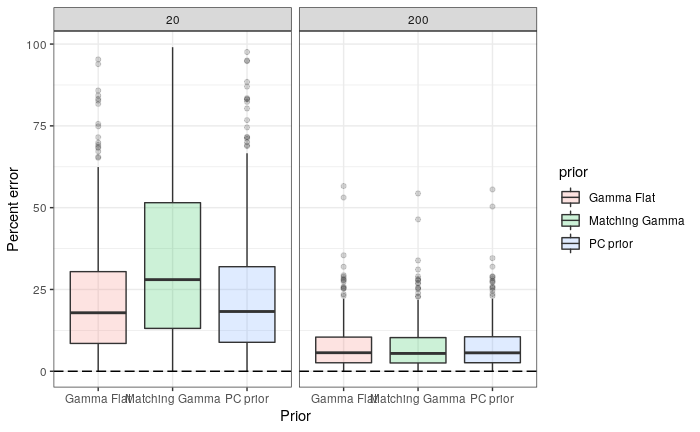 20
200
100
75
50
25
0
Percent error
Gamma Flat
Matching Gamma
PC prior
Gamma Flat
Matching Gamma
PC prior
Prior
prior
Gamma Flat
Matching Gamma
PC prior